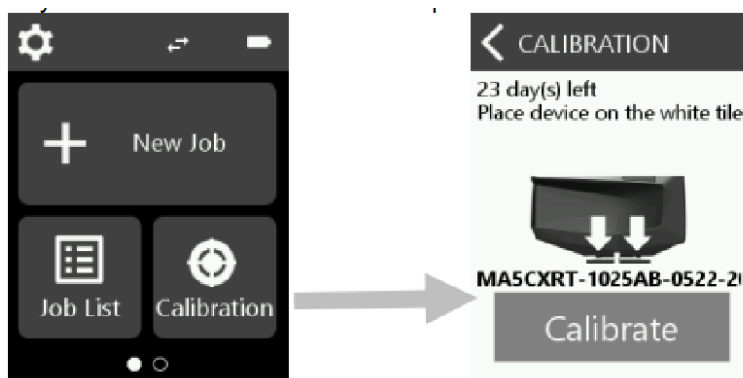 New Job
Job List
Calibration
CALIBRATION
23 day(s) left
Place device on the white tile
MA5CXRT-1025AB-0522-2
Calibrate